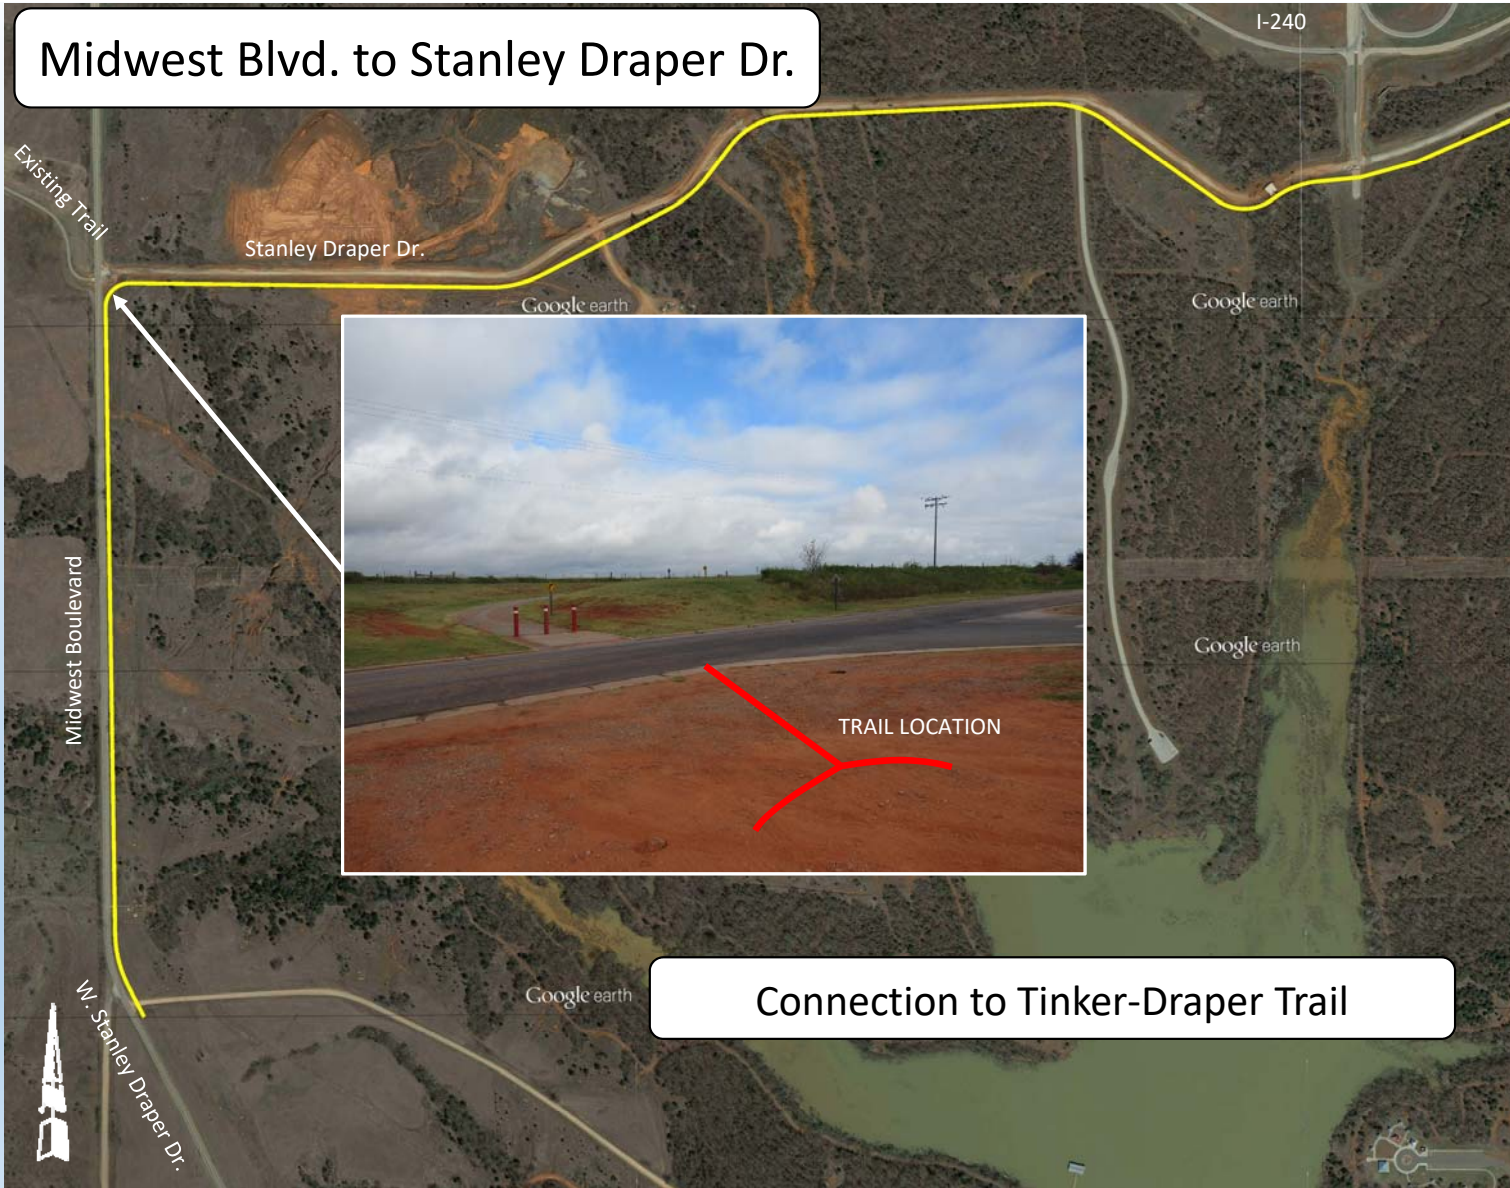 Midwest Blvd. to Stanley Draper Dr.
I-240
Existing Trail
Stanley Draper Dr.
Google earth
Google earth
Midwest Boulevard
Google earth
TRAIL LOCATION
Google earth
Connection to Tinker-Draper Trail
W. Stanley Draper Dr.